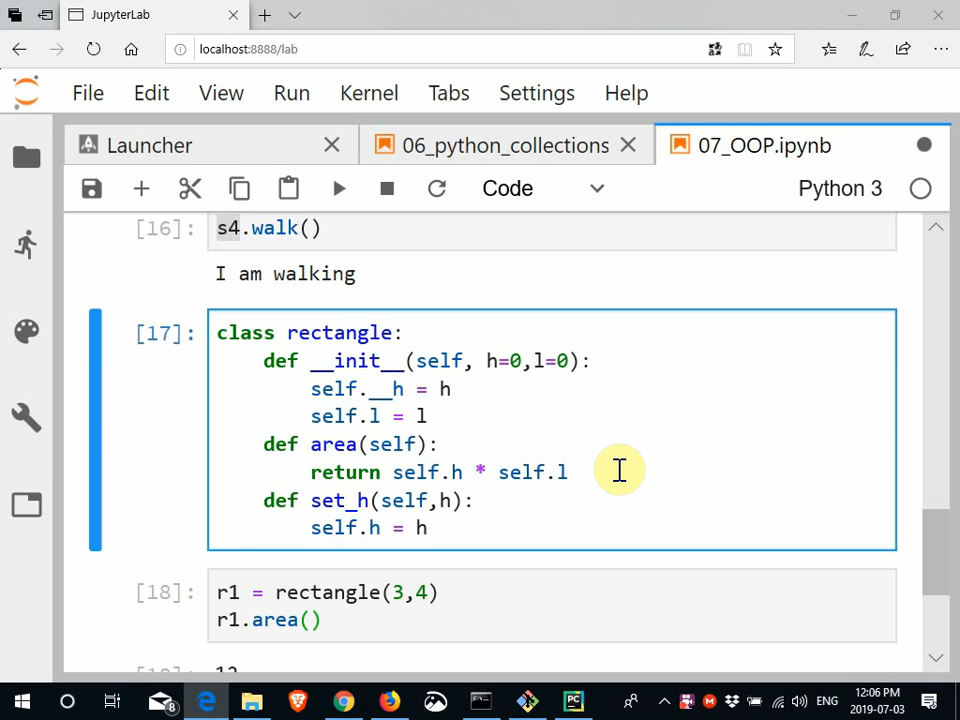 JupyterLab
localhost:8888/lab
File Edit View Run Kernel Tabs Settings Help
Launcher 06_python_collections 07_OOP.ipynb
Code Python 3
[16]: s4.walk()
I am walking
[17]: class rectangle:
def __init__(self, h=0,l=0):
self.__h = h
self.l = l
def area(self):
return self.h * self.l
def set_h(self,h):
self.h = h
[18]: r1 = rectangle(3,4)
r1.area()
12
8 ENG 12:06 PM
2019-07-03